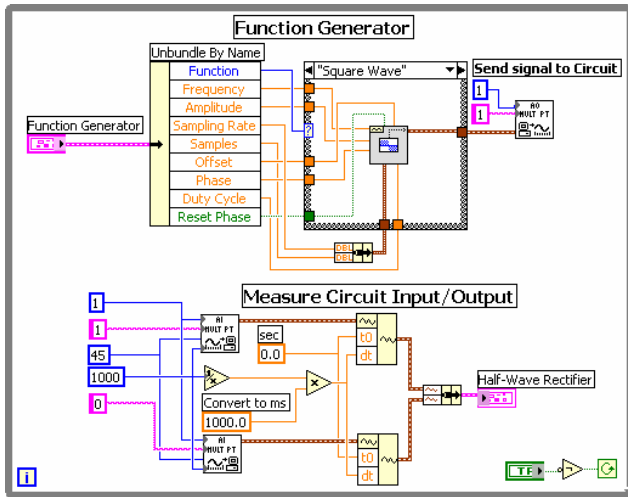 Function Generator
Unbundle By Name
Function
Frequency
Amplitude
Sampling Rate
Samples
Offset
Phase
Duty Cycle
Reset Phase
Function Generator
"Square Wave"
?
DBL
DBL
Send signal to Circuit
1
1
AO
MULT PT
Measure Circuit Input/Output
1
1
45
1000
0
AI
MULT PT
1/x
Convert to ms
1000.0
sec
0.0
x
AI
MULT PT
t0
dt
t0
dt
Half-Wave Rectifier
TF
i